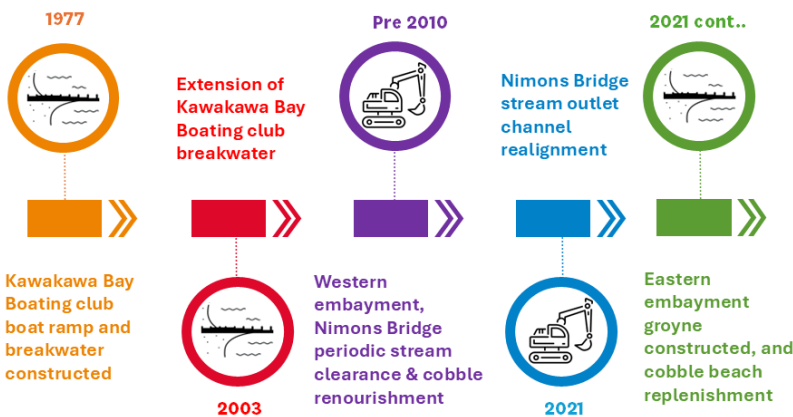 1977
Kawakawa Bay
Boating club
boat ramp and
breakwater
constructed
Extension of
Kawakawa Bay
Boating club
breakwater
2003
Pre 2010
Western
embayment,
Nimons Bridge
periodic stream
clearance & cobble
renourishment
Nimons Bridge
stream outlet
channel
realignment
2021
2021 cont..
Eastern
embayment
groyne
constructed, and
cobble beach
replenishment